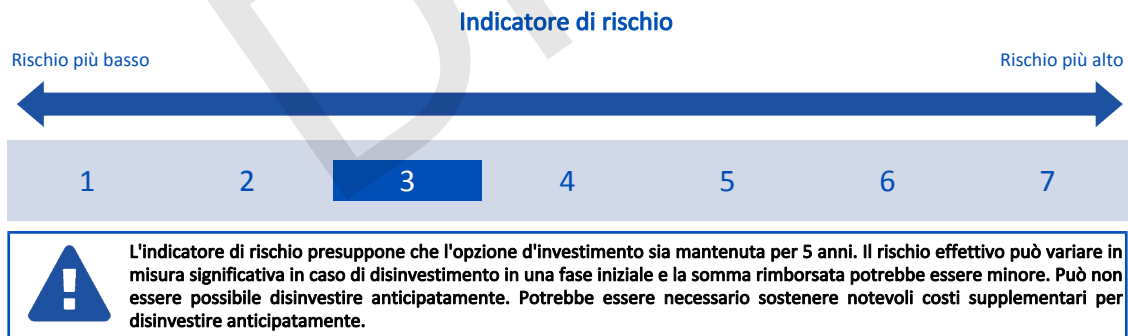 Indicatore di rischio
Rischio più basso
Rischio più alto
1 2 3 4 5 6 7
L'indicatore di rischio presuppone che l'opzione d'investimento sia mantenuta per 5 anni. Il rischio effettivo può variare in
misura significativa in caso di disinvestimento in una fase iniziale e la somma rimborsata potrebbe essere minore. Può non
essere possibile disinvestire anticipatamente. Potrebbe essere necessario sostenere notevoli costi supplementari per
disinvestire anticipatamente.